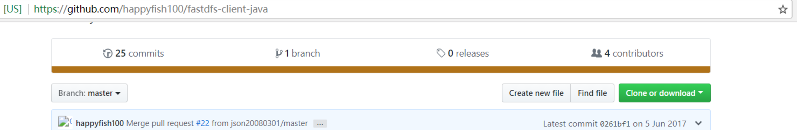 [US] https://github.com/happyfish100/fastdfs-client-java
25 commits 1 branch 0 releases 4 contributors
Branch: master Create new file Find file Clone or download
happyfish100 Merge pull request #22 from json20080301/master ... Latest commit 0261bf1 on 5 Jun 2017